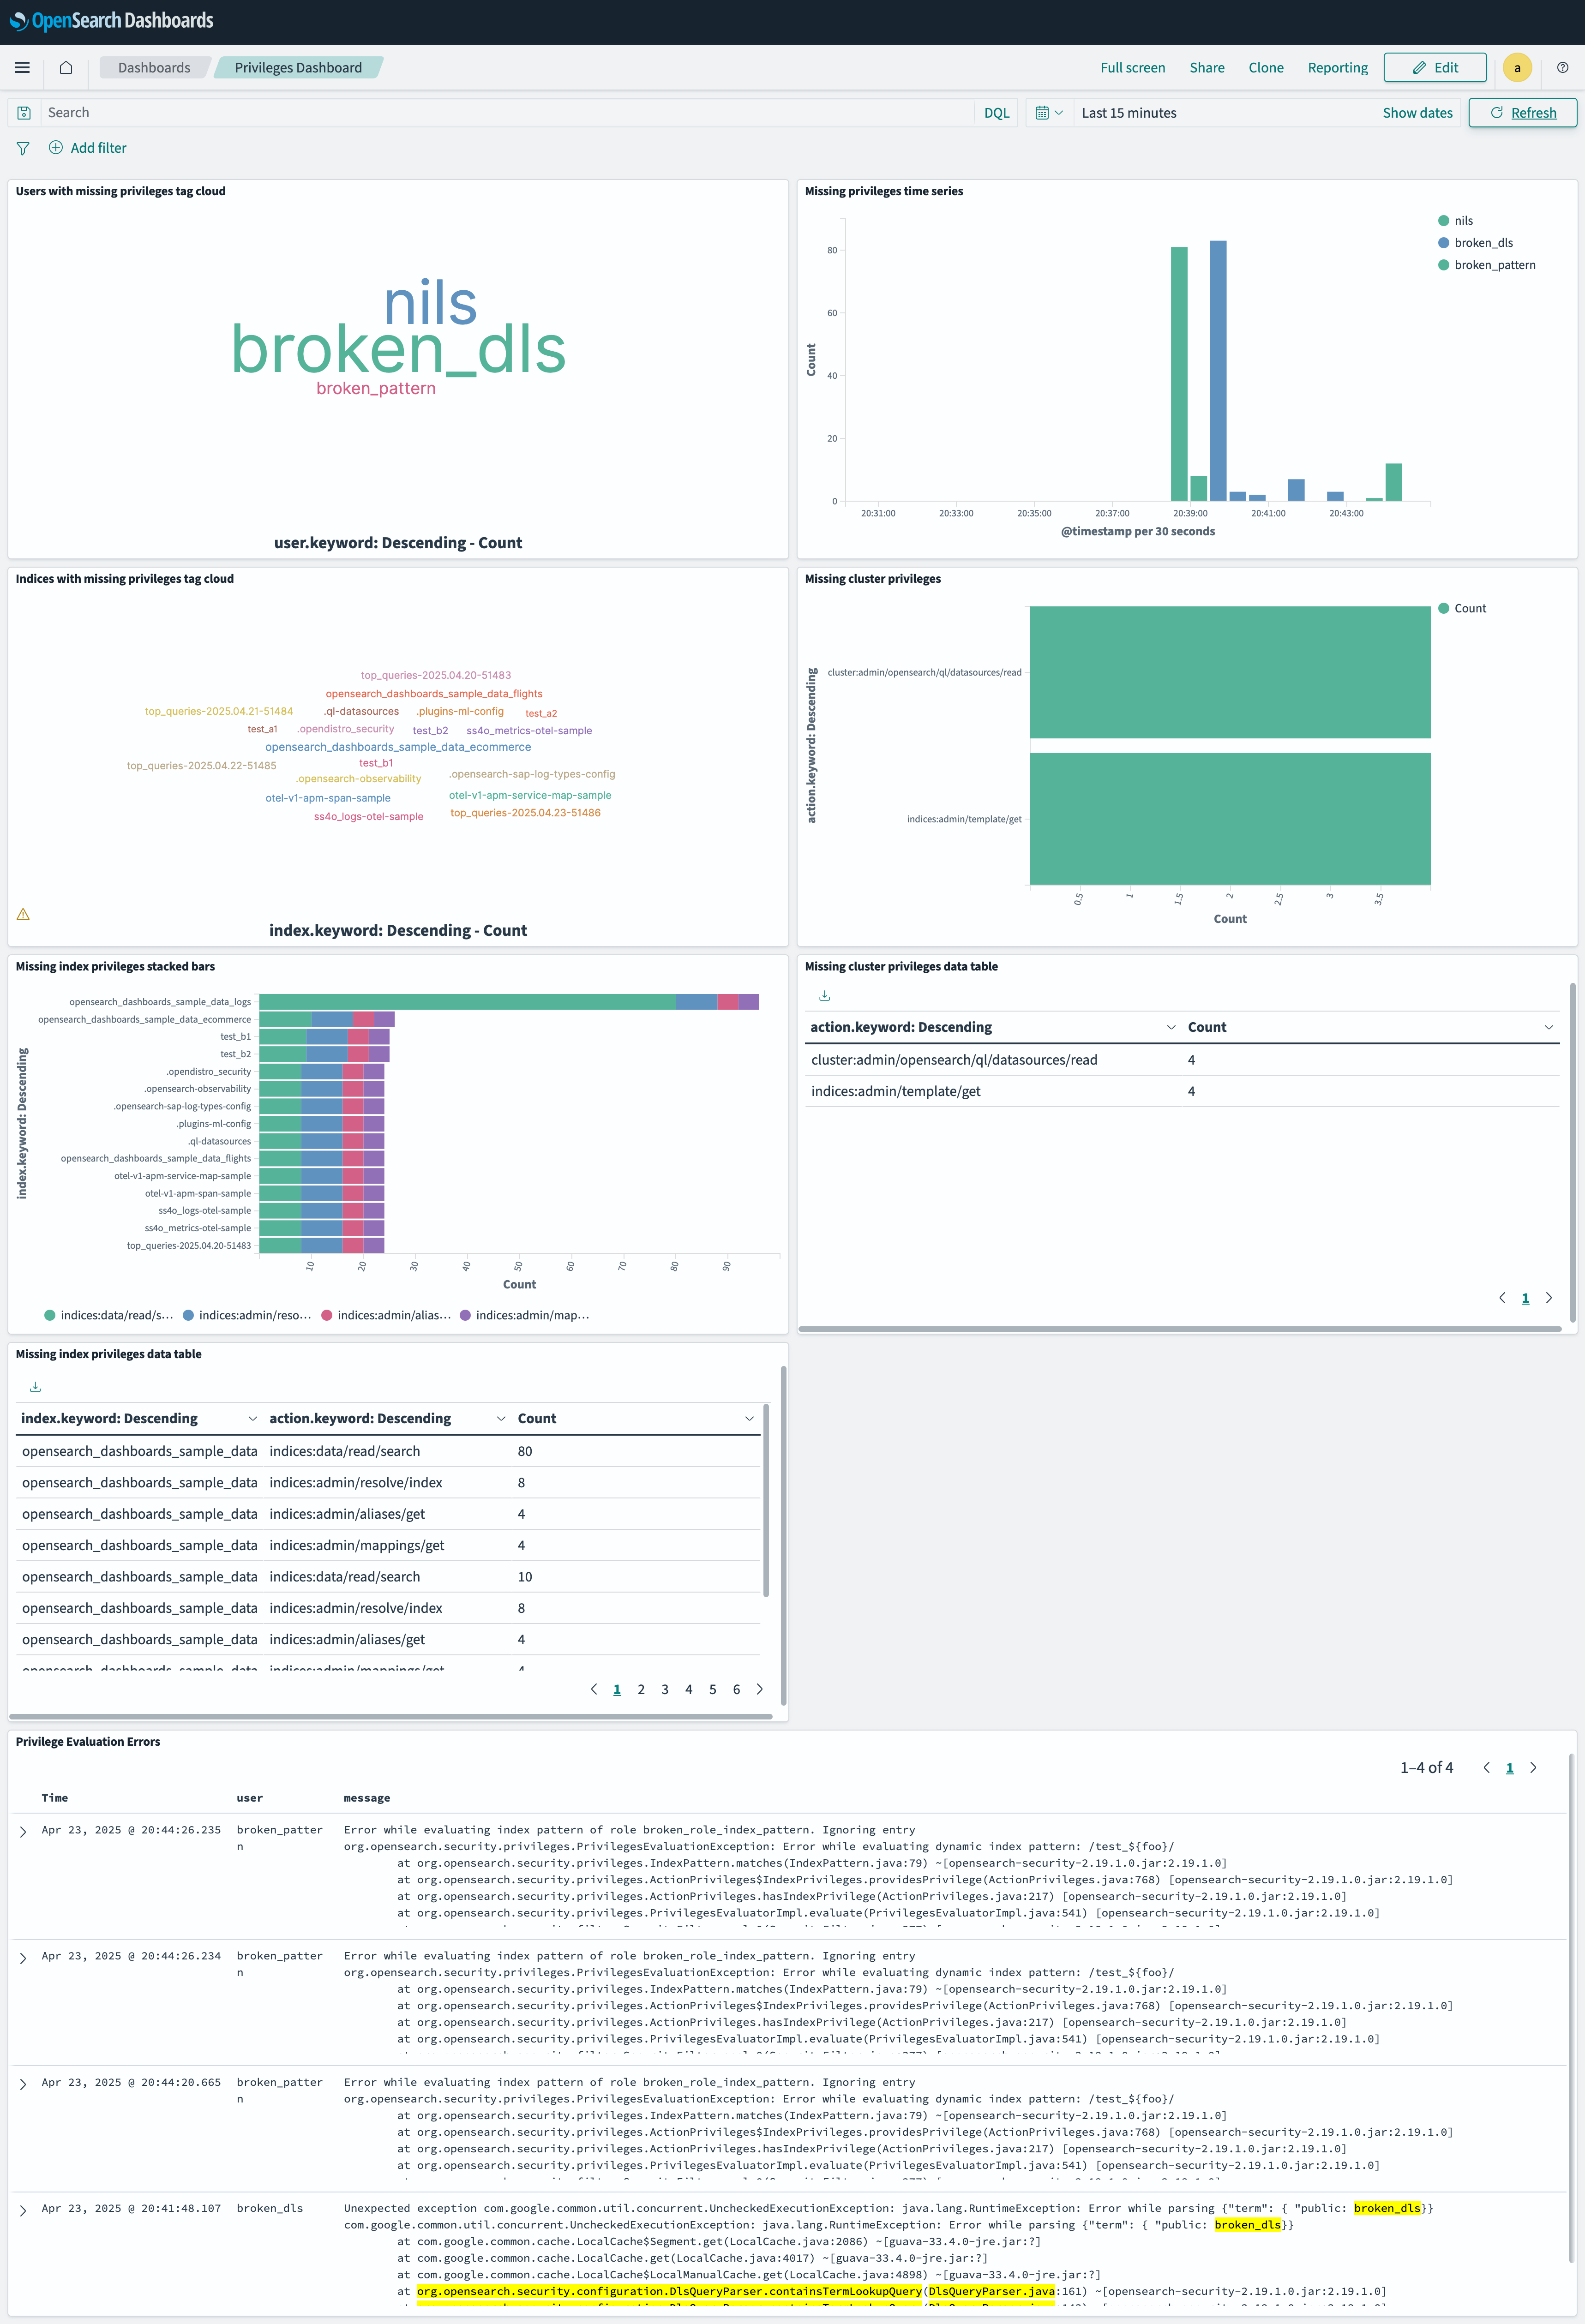 OpenSearch Dashboards
Dashboards
Privileges Dashboard
Full screen
Share
Clone
Reporting
Edit
a
Search
DQL
Last 15 minutes
Show dates
Refresh
Add filter
Users with missing privileges tag cloud
nils
broken_dls
broken_pattern
user.keyword: Descending - Count
Missing privileges time series
nils
broken_dls
broken_pattern
80
60
40
20
0
Count
20:31:00
20:33:00
20:35:00
20:37:00
20:39:00
20:41:00
20:43:00
@timestamp per 30 seconds
Indices with missing privileges tag cloud
top_queries-2025.04.20-51483
opensearch_dashboards_sample_data_flights
top_queries-2025.04.21-51484
.ql-datasources
.plugins-ml-config
test_a2
test_a1
.opendistro_security
test_b2
ss4o_metrics-otel-sample
opensearch_dashboards_sample_data_ecommerce
top_queries-2025.04.22-51485
test_b1
.opensearch-observability
.opensearch-sap-log-types-config
otel-v1-apm-span-sample
otel-v1-apm-service-map-sample
ss4o_logs-otel-sample
top_queries-2025.04.23-51486
index.keyword: Descending - Count
Missing cluster privileges
Count
action.keyword: Descending
cluster:admin/opensearch/ql/datasources/read
indices:admin/template/get
0.5
1
1.5
2
2.5
3
3.5
Count
Missing index privileges stacked bars
index.keyword: Descending
opensearch_dashboards_sample_data_logs
opensearch_dashboards_sample_data_ecommerce
test_b1
test_b2
.opendistro_security
.opensearch-observability
.opensearch-sap-log-types-config
.plugins-ml-config
.ql-datasources
opensearch_dashboards_sample_data_flights
otel-v1-apm-service-map-sample
otel-v1-apm-span-sample
ss4o_logs-otel-sample
ss4o_metrics-otel-sample
top_queries-2025.04.20-51483
10
20
30
40
50
60
70
80
90
Count
indices:data/read/s...
indices:admin/reso...
indices:admin/alias...
indices:admin/map...
Missing cluster privileges data table
action.keyword: Descending Count
cluster:admin/opensearch/ql/datasources/read 4
indices:admin/template/get 4
1
Missing index privileges data table
index.keyword: Descending action.keyword: Descending Count
opensearch_dashboards_sample_data indices:data/read/search 80
opensearch_dashboards_sample_data indices:admin/resolve/index 8
opensearch_dashboards_sample_data indices:admin/aliases/get 4
opensearch_dashboards_sample_data indices:admin/mappings/get 4
opensearch_dashboards_sample_data indices:data/read/search 10
opensearch_dashboards_sample_data indices:admin/resolve/index 8
opensearch_dashboards_sample_data indices:admin/aliases/get 4
opensearch_dashboards_sample_data indices:admin/mappings/get 4
1 2 3 4 5 6
Privilege Evaluation Errors
1–4 of 4
1
Time user message
Apr 23, 2025 @ 20:44:26.235 broken_patter Error while evaluating index pattern of role broken_role_index_pattern. Ignoring entry
n org.opensearch.security.privileges.PrivilegesEvaluationException: Error while evaluating dynamic index pattern: /test_${foo}/
at org.opensearch.security.privileges.IndexPattern.matches(IndexPattern.java:79) ~[opensearch-security-2.19.1.0.jar:2.19.1.0]
at org.opensearch.security.privileges.ActionPrivileges$IndexPrivileges.providesPrivilege(ActionPrivileges.java:768) [opensearch-security-2.19.1.0.jar:2.19.1.0]
at org.opensearch.security.privileges.ActionPrivileges.hasIndexPrivilege(ActionPrivileges.java:217) [opensearch-security-2.19.1.0.jar:2.19.1.0]
at org.opensearch.security.privileges.PrivilegesEvaluatorImpl.evaluate(PrivilegesEvaluatorImpl.java:541) [opensearch-security-2.19.1.0.jar:2.19.1.0]
Apr 23, 2025 @ 20:44:26.234 broken_patter Error while evaluating index pattern of role broken_role_index_pattern. Ignoring entry
n org.opensearch.security.privileges.PrivilegesEvaluationException: Error while evaluating dynamic index pattern: /test_${foo}/
at org.opensearch.security.privileges.IndexPattern.matches(IndexPattern.java:79) ~[opensearch-security-2.19.1.0.jar:2.19.1.0]
at org.opensearch.security.privileges.ActionPrivileges$IndexPrivileges.providesPrivilege(ActionPrivileges.java:768) [opensearch-security-2.19.1.0.jar:2.19.1.0]
at org.opensearch.security.privileges.ActionPrivileges.hasIndexPrivilege(ActionPrivileges.java:217) [opensearch-security-2.19.1.0.jar:2.19.1.0]
at org.opensearch.security.privileges.PrivilegesEvaluatorImpl.evaluate(PrivilegesEvaluatorImpl.java:541) [opensearch-security-2.19.1.0.jar:2.19.1.0]
Apr 23, 2025 @ 20:44:20.665 broken_patter Error while evaluating index pattern of role broken_role_index_pattern. Ignoring entry
n org.opensearch.security.privileges.PrivilegesEvaluationException: Error while evaluating dynamic index pattern: /test_${foo}/
at org.opensearch.security.privileges.IndexPattern.matches(IndexPattern.java:79) ~[opensearch-security-2.19.1.0.jar:2.19.1.0]
at org.opensearch.security.privileges.ActionPrivileges$IndexPrivileges.providesPrivilege(ActionPrivileges.java:768) [opensearch-security-2.19.1.0.jar:2.19.1.0]
at org.opensearch.security.privileges.ActionPrivileges.hasIndexPrivilege(ActionPrivileges.java:217) [opensearch-security-2.19.1.0.jar:2.19.1.0]
at org.opensearch.security.privileges.PrivilegesEvaluatorImpl.evaluate(PrivilegesEvaluatorImpl.java:541) [opensearch-security-2.19.1.0.jar:2.19.1.0]
Apr 23, 2025 @ 20:41:48.107 broken_dls Unexpected exception com.google.common.util.concurrent.UncheckedExecutionException: java.lang.RuntimeException: Error while parsing {"term": { "public: broken_dls}}
com.google.common.util.concurrent.UncheckedExecutionException: java.lang.RuntimeException: Error while parsing {"term": { "public: broken_dls}}
at com.google.common.cache.LocalCache$Segment.get(LocalCache.java:2086) ~[guava-33.4.0-jre.jar:?]
at com.google.common.cache.LocalCache.get(LocalCache.java:4017) ~[guava-33.4.0-jre.jar:?]
at com.google.common.cache.LocalCache$LocalManualCache.get(LocalCache.java:4898) ~[guava-33.4.0-jre.jar:?]
at org.opensearch.security.configuration.DlsQueryParser.containsTermLookupQuery(DlsQueryParser.java:161) ~[opensearch-security-2.19.1.0.jar:2.19.1.0]